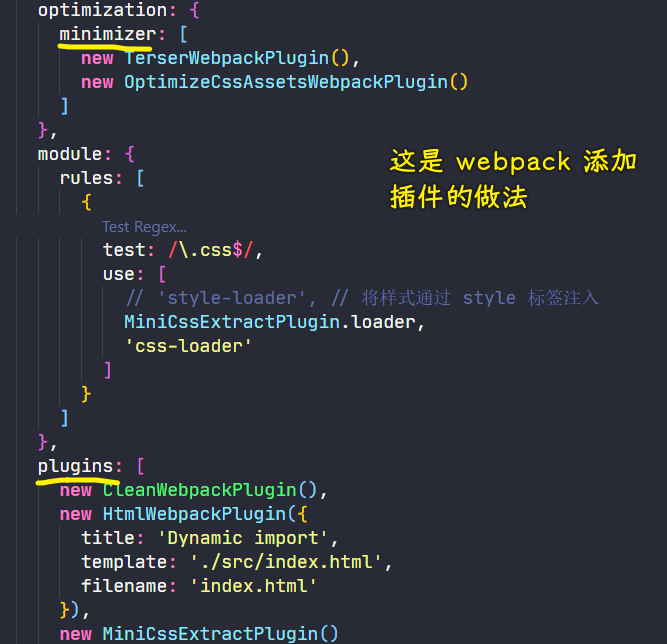 optimization: {
minimizer: [
new TerserWebpackPlugin(),
new OptimizeCssAssetsWebpackPlugin()
]
},
module: {
rules: [
{
Test Regex...
test: /\.css$/,
use: [
// 'style-loader', // 将样式通过 style 标签注入
MiniCssExtractPlugin.loader,
'css-loader'
]
}
]
},
plugins: [
new CleanWebpackPlugin(),
new HtmlWebpackPlugin({
title: 'Dynamic import',
template: './src/index.html',
filename: 'index.html'
}),
new MiniCssExtractPlugin()
这是 webpack 添加
插件的做法